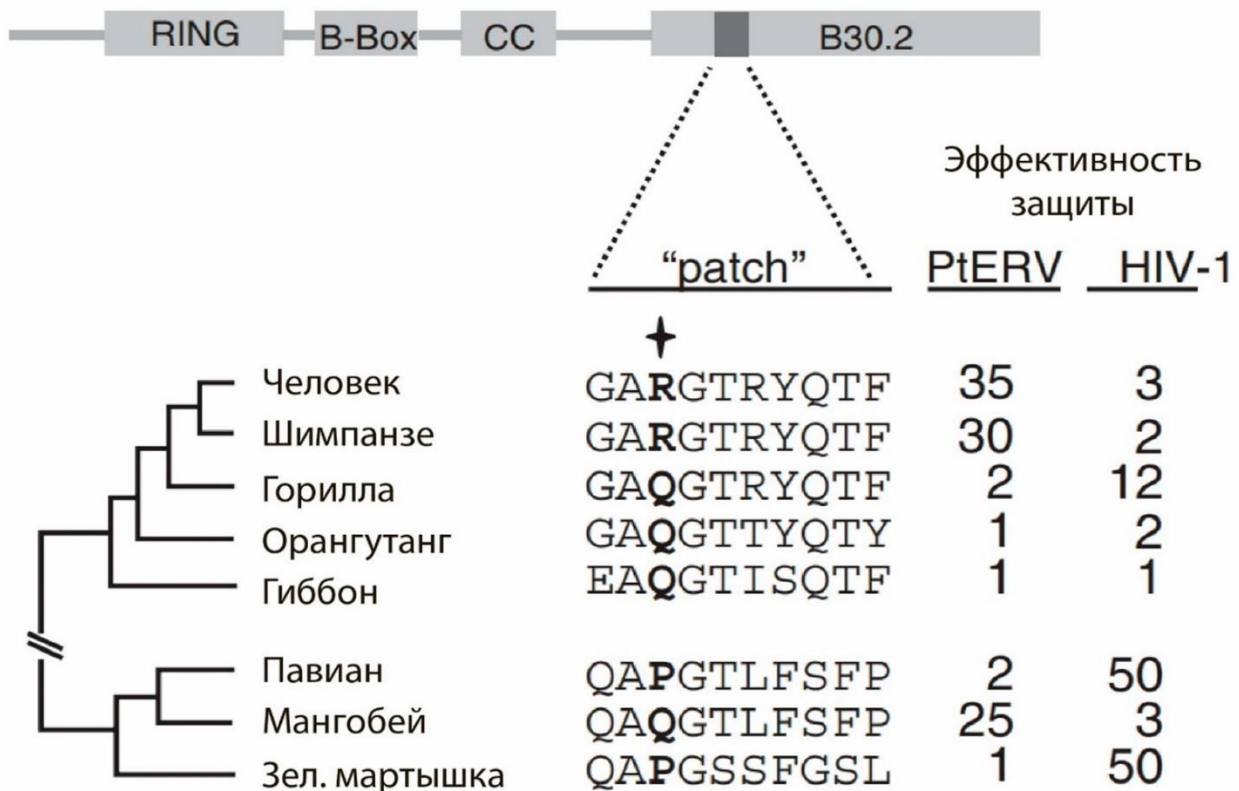 RING B-Box CC B30.2
Эффективность
защиты
“patch” PtERV HIV-1
Человек GARGTRYQTF 35 3
Шимпанзе GARGTRYQTF 30 2
Горилла GAQGTRYQTF 2 12
Орангутанг GAQGTTYQTY 1 2
Гиббон EAQGTISQTF 1 1
Павиан QAPGTLFSFP 2 50
Мангобей QAQGTLFSFP 25 3
Зел. мартышка QAPGSSFGSL 1 50